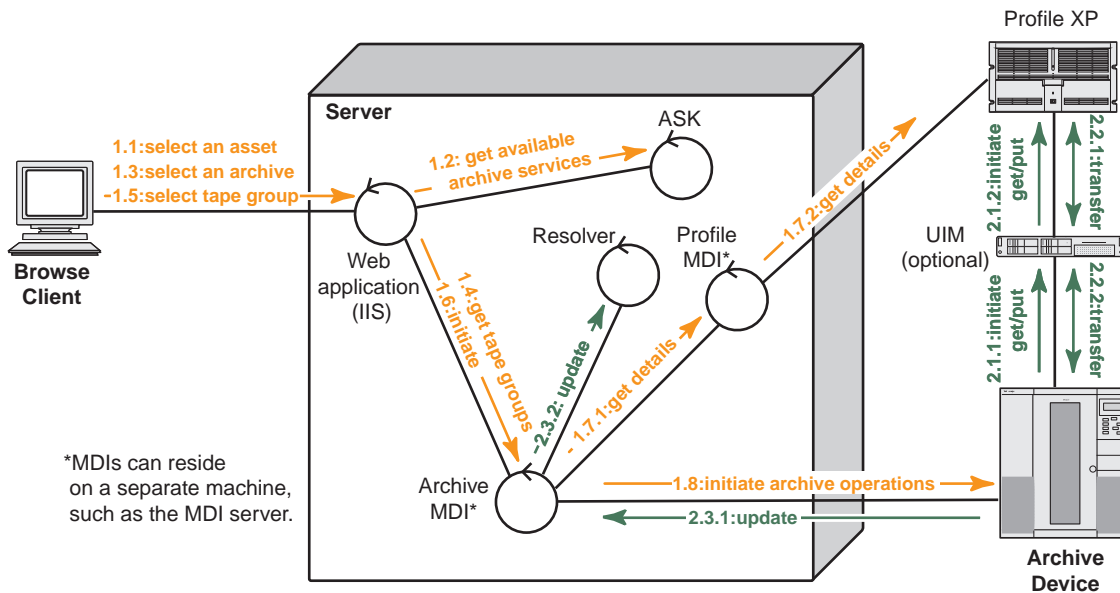 Profile XP
Server
ASK
1.1:select an asset
1.3:select an archive
1.5:select tape group
1.2: get available
archive services
1.7.2:get details
2.1.2:initiate
get/put
2.2.1:transfer
Browse
Client
Web
application
(IIS)
Resolver
Profile
MDI*
UIM
(optional)
1.4:get tape groups
1.6:initiate
2.3.2: update
1.7.1:get details
2.1.1:initiate
get/put
2.2.2:transfer
*MDIs can reside
on a separate machine,
such as the MDI server.
Archive
MDI*
1.8:initiate archive operations
2.3.1:update
Archive
Device